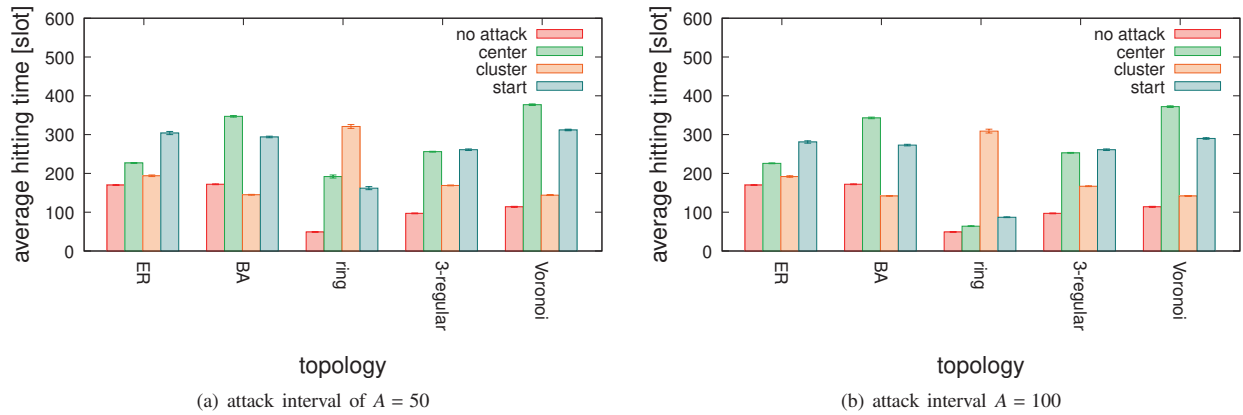 average hitting time [slot]
600
500
400
300
200
100
0
no attack
center
cluster
start
ER
BA
ring
3-regular
Voronoi
topology
(a) attack interval of A = 50
average hitting time [slot]
600
500
400
300
200
100
0
no attack
center
cluster
start
ER
BA
ring
3-regular
Voronoi
topology
(b) attack interval A = 100